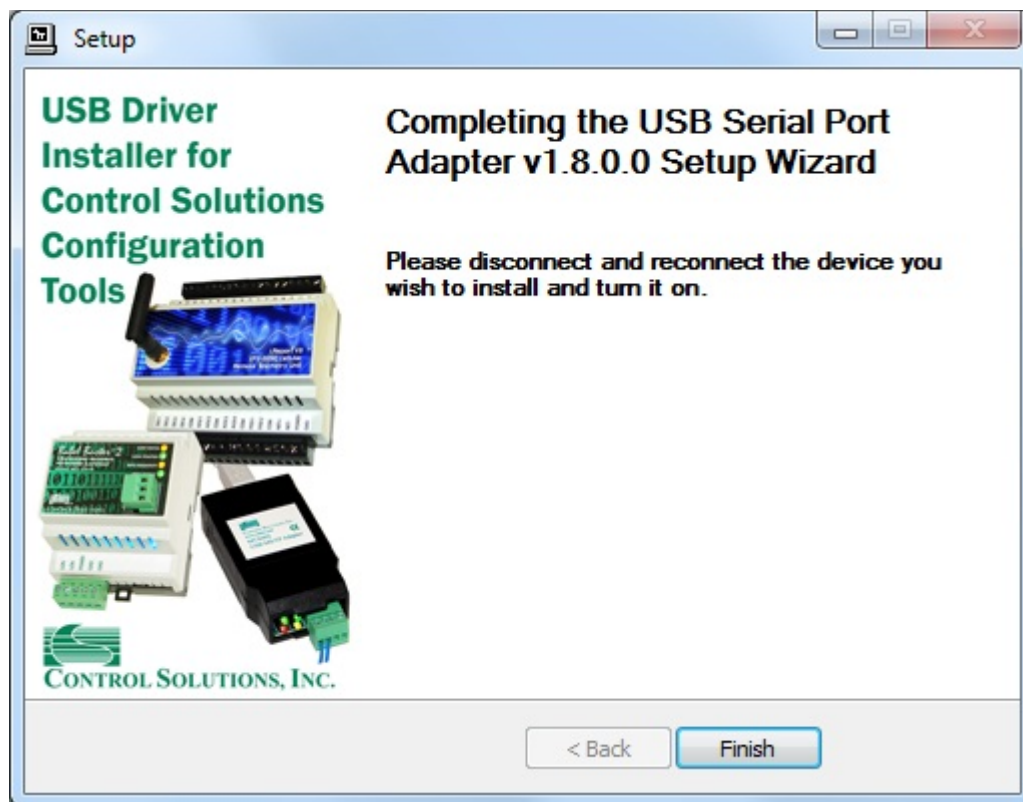 Setup
USB Driver
Installer for
Control Solutions
Configuration
Tools
Completing the USB Serial Port
Adapter v1.8.0.0 Setup Wizard
Please disconnect and reconnect the device you
wish to install and turn it on.
CONTROL SOLUTIONS, INC.
< Back
Finish